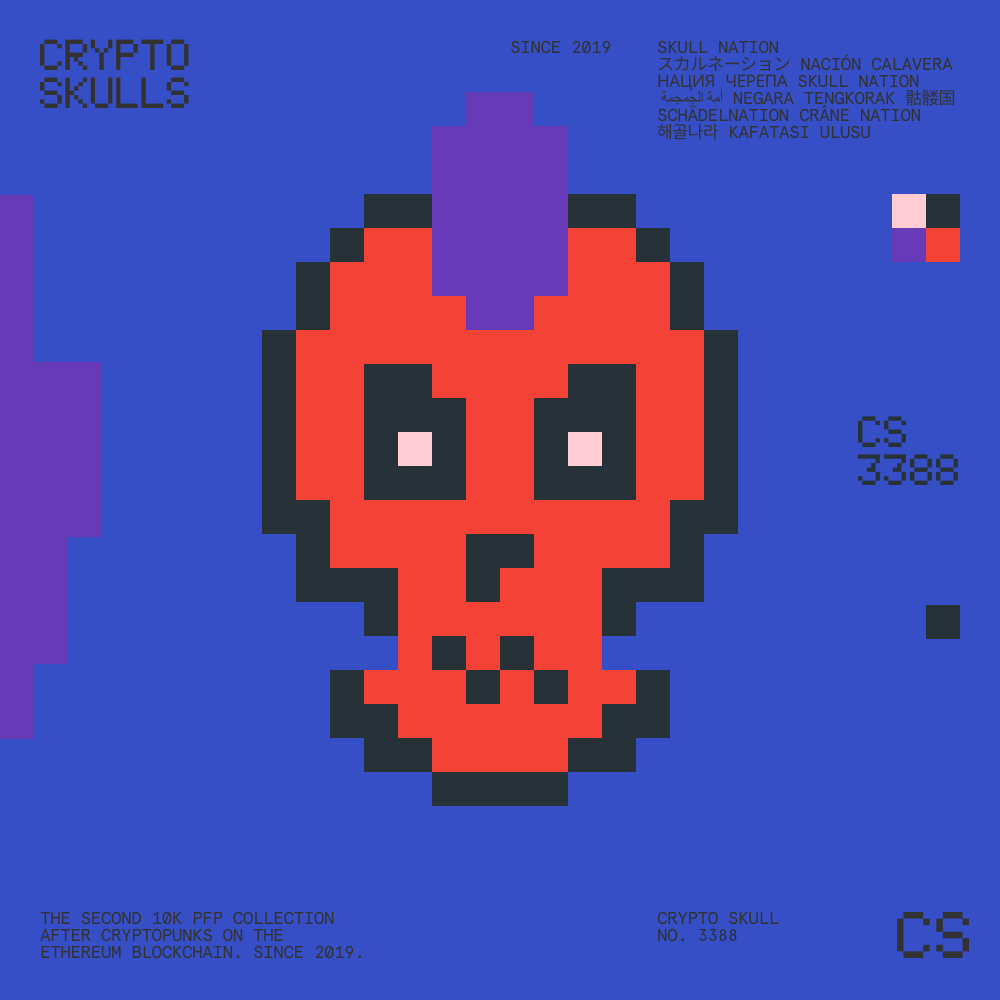 CRYPTO
SKULLS
SINCE 2019
SKULL NATION
スカルネーション NACIÓN CALAVERA
НАЦИЯ ЧЕРЕПА SKULL NATION
أمة الجمجمة NEGARA TENGKORAK 骷髅国
SCHÄDELNATION CRÂNE NATION
해골나라 KAFATASI ULUSU
CS
3388
THE SECOND 10K PFP COLLECTION
AFTER CRYPTOPUNKS ON THE
ETHEREUM BLOCKCHAIN. SINCE 2019.
CRYPTO SKULL
NO. 3388
CS